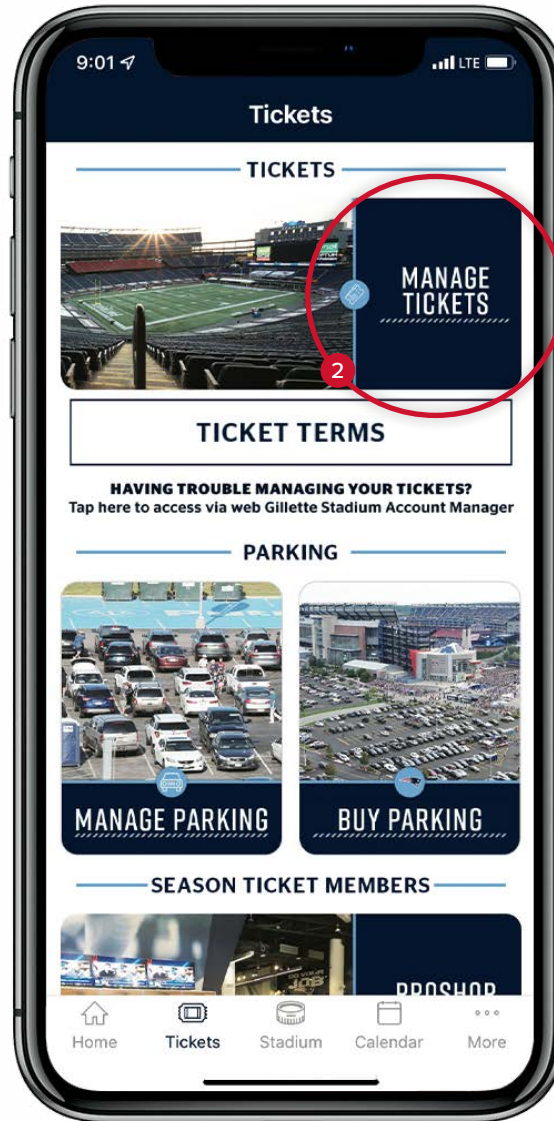 9:01
LTE
Tickets
TICKETS
MANAGE
TICKETS
2
TICKET TERMS
HAVING TROUBLE MANAGING YOUR TICKETS?
Tap here to access via web Gillette Stadium Account Manager
PARKING
MANAGE PARKING
BUY PARKING
SEASON TICKET MEMBERS
PROSHOP
Home
Tickets
Stadium
Calendar
More